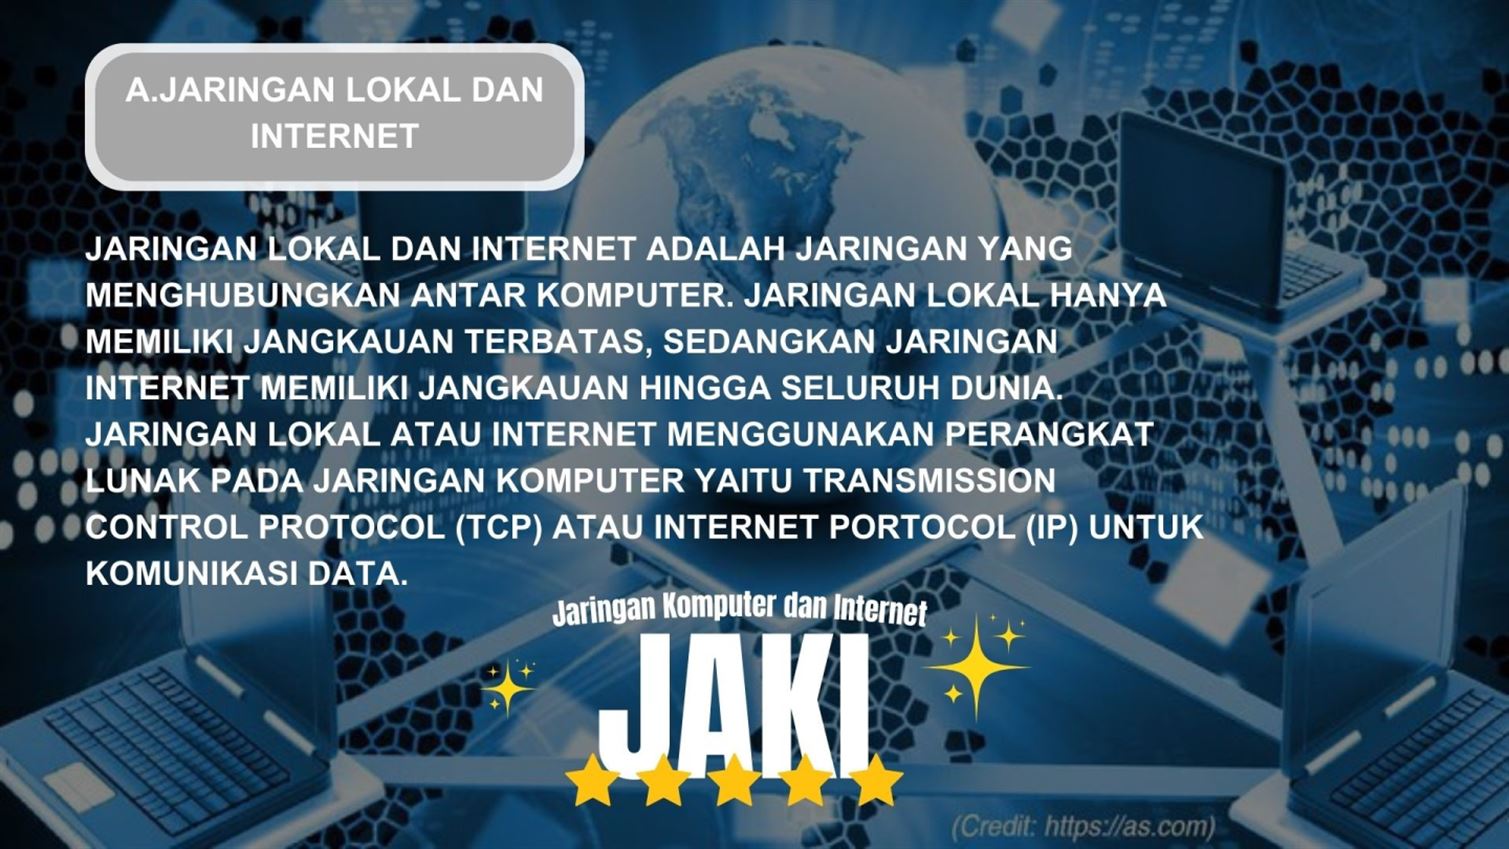 A.JARINGAN LOKAL DAN
INTERNET
JARINGAN LOKAL DAN INTERNET ADALAH JARINGAN YANG
MENGHUBUNGKAN ANTAR KOMPUTER. JARINGAN LOKAL HANYA
MEMILIKI JANGKAUAN TERBATAS, SEDANGKAN JARINGAN
INTERNET MEMILIKI JANGKAUAN HINGGA SELURUH DUNIA.
JARINGAN LOKAL ATAU INTERNET MENGGUNAKAN PERANGKAT
LUNAK PADA JARINGAN KOMPUTER YAITU TRANSMISSION
CONTROL PROTOCOL (TCP) ATAU INTERNET PORTOCOL (IP) UNTUK
KOMUNIKASI DATA.
Jaringan Komputer dan Internet
JAKI
(Credit: https://as.com)